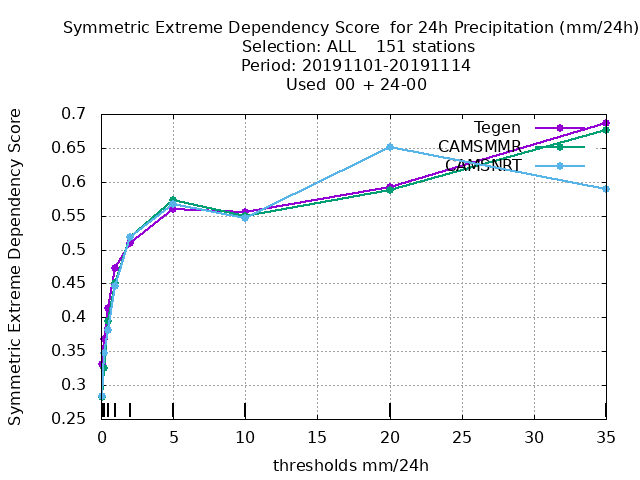 Symmetric Extreme Dependency Score  for 24h Precipitation (mm/24h)
Selection: ALL    151 stations
Period: 20191101-20191114
Used  00  + 24-00
Symmetric Extreme Dependency Score
0.7
0.65
0.6
0.55
0.5
0.45
0.4
0.35
0.3
0.25
Tegen
CAMSMMR
CAMSNRT
0 5 10 15 20 25 30 35
thresholds mm/24h